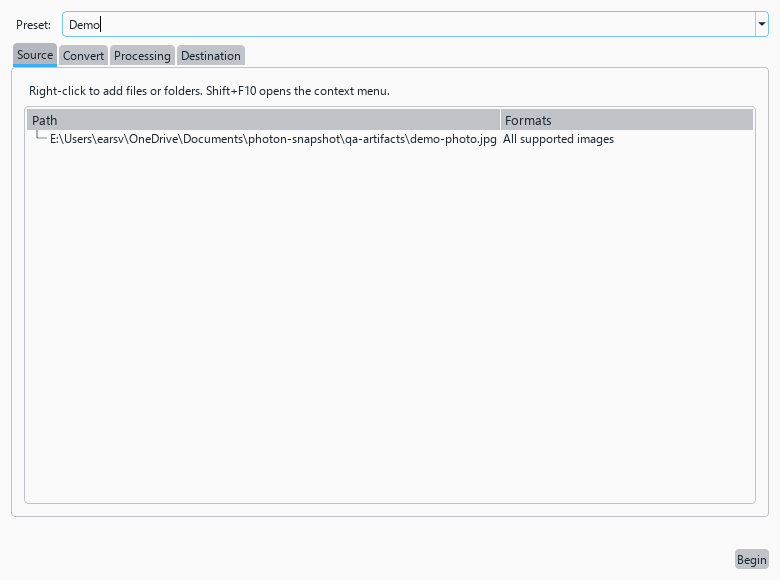 Preset: Demo
Source Convert Processing Destination
Right-click to add files or folders. Shift+F10 opens the context menu.
Path Formats
E:\Users\earsv\OneDrive\Documents\photon-snapshot\qa-artifacts\demo-photo.jpg All supported images
Begin